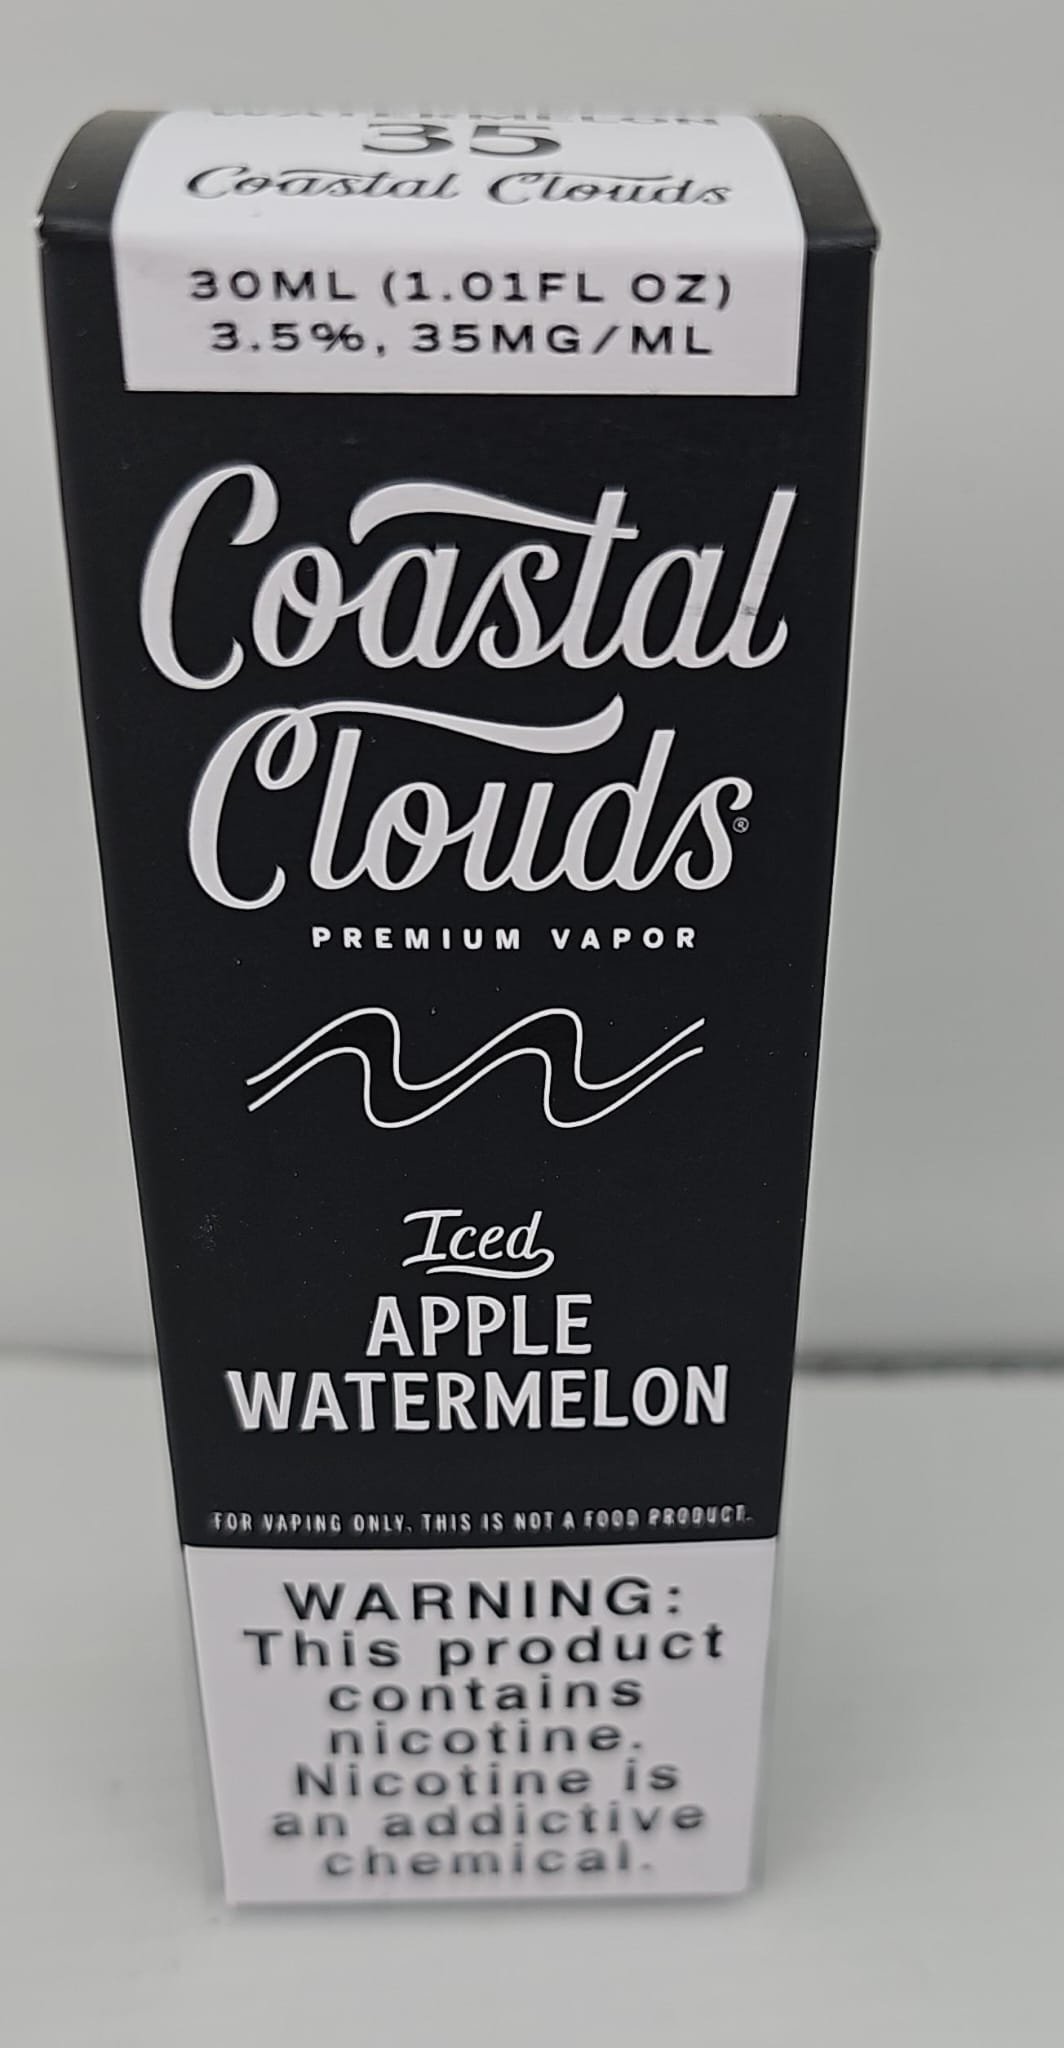 WATERMELON
35
Coastal Clouds
30ML (1.01FL OZ)
3.5%, 35MG/ML
Coastal
Clouds®
PREMIUM VAPOR
Iced
APPLE
WATERMELON
FOR VAPING ONLY. THIS IS NOT A FOOD PRODUCT.
WARNING:
This product
contains
nicotine.
Nicotine is
an addictive
chemical.